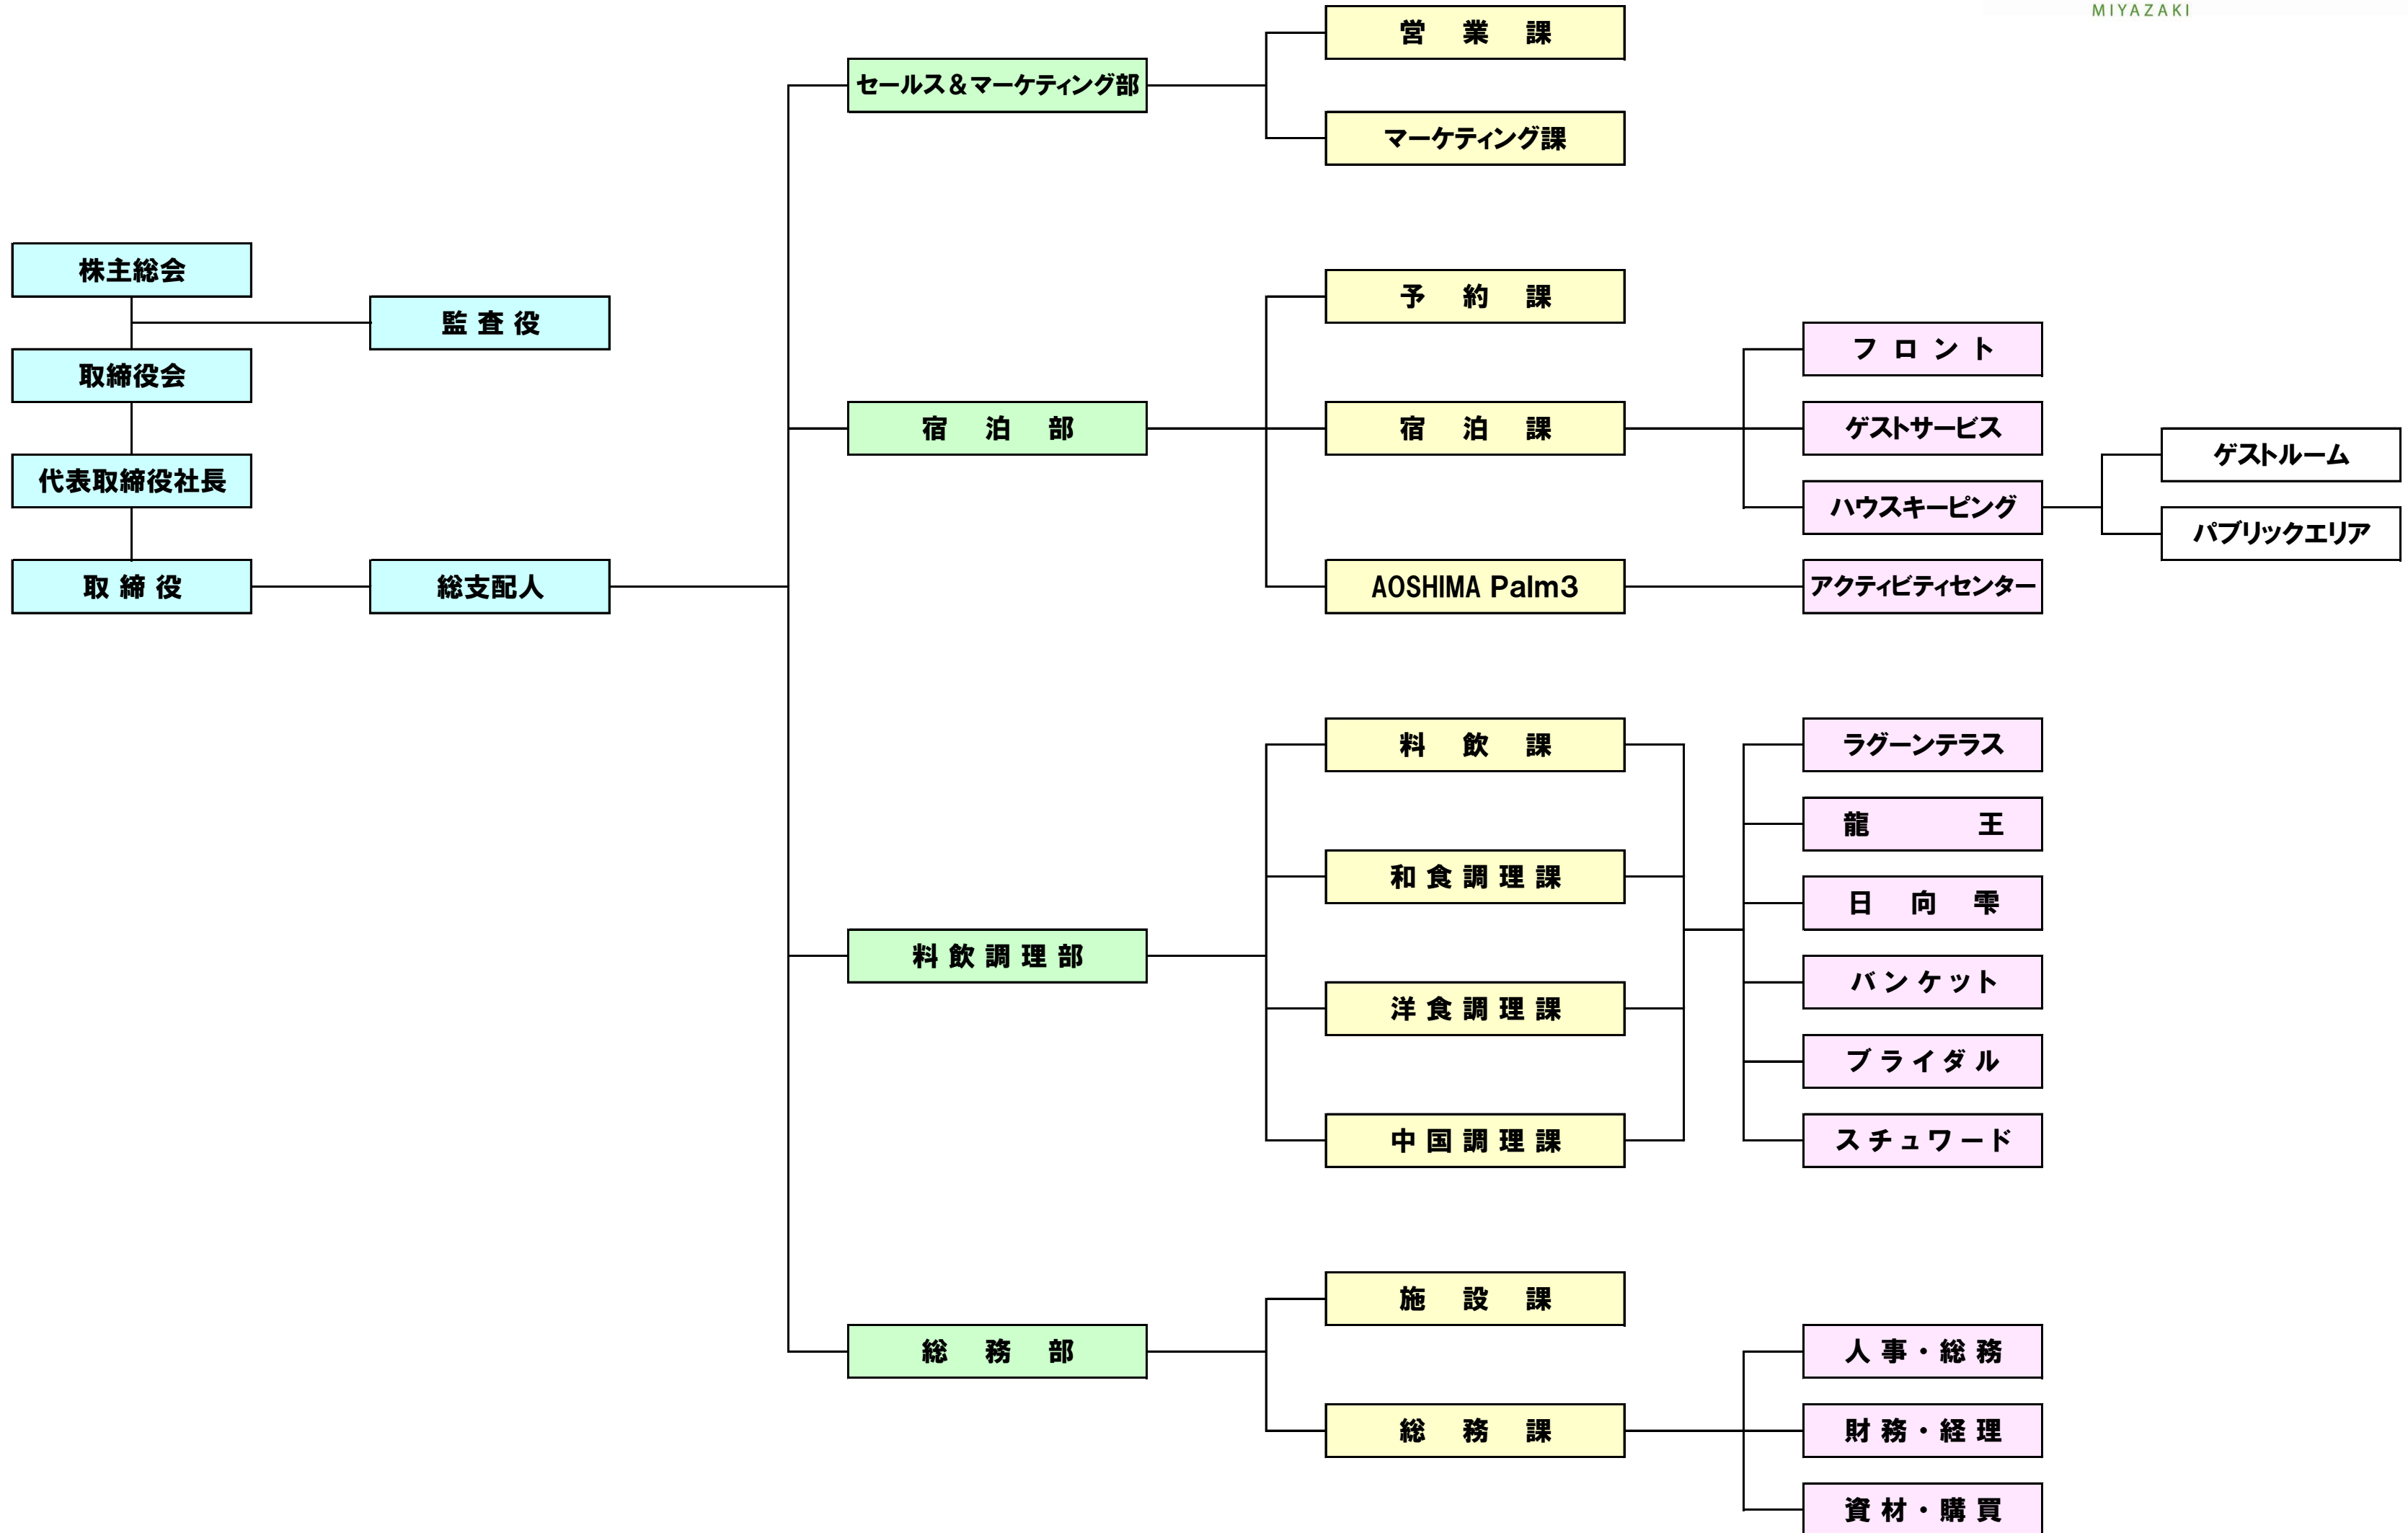 MIYAZAKI
株主総会
監査役
取締役会
代表取締役社長
取締役
総支配人
セールス＆マーケティング部
営業課
マーケティング課
宿泊部
予約課
宿泊課
フロント
ゲストサービス
ハウスキーピング
ゲストルーム
パブリックエリア
AOSHIMA Palm3
アクティビティセンター
料飲調理部
料飲課
和食調理課
洋食調理課
中国調理課
ラグーンテラス
龍王
日向雫
バンケット
ブライダル
スチュワード
総務部
施設課
総務課
人事・総務
財務・経理
資材・購買